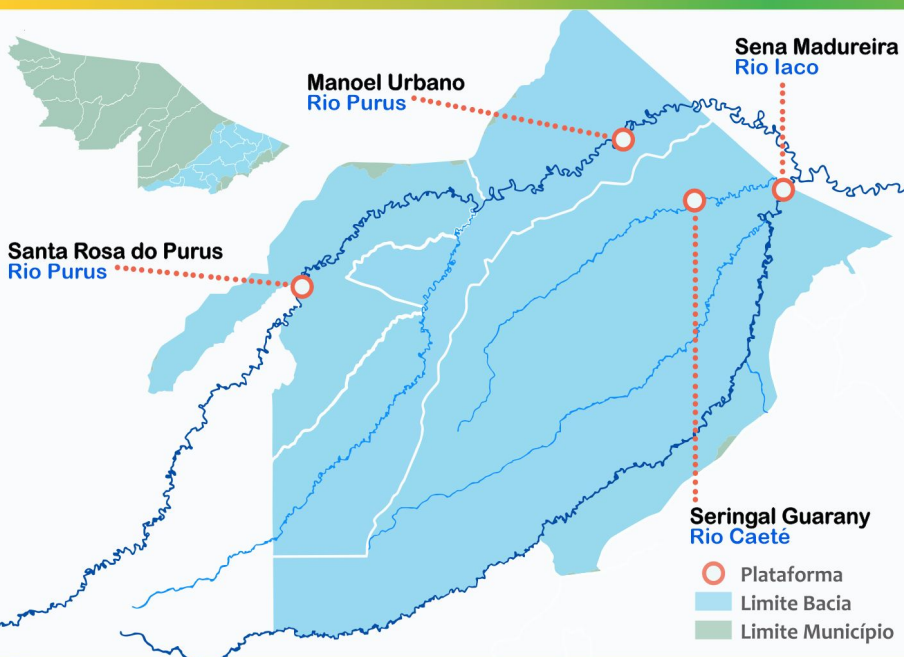 Sena Madureira
Rio Iaco
Manoel Urbano
Rio Purus
Santa Rosa do Purus
Rio Purus
Seringal Guarany
Rio Caeté
Plataforma
Limite Bacia
Limite Município